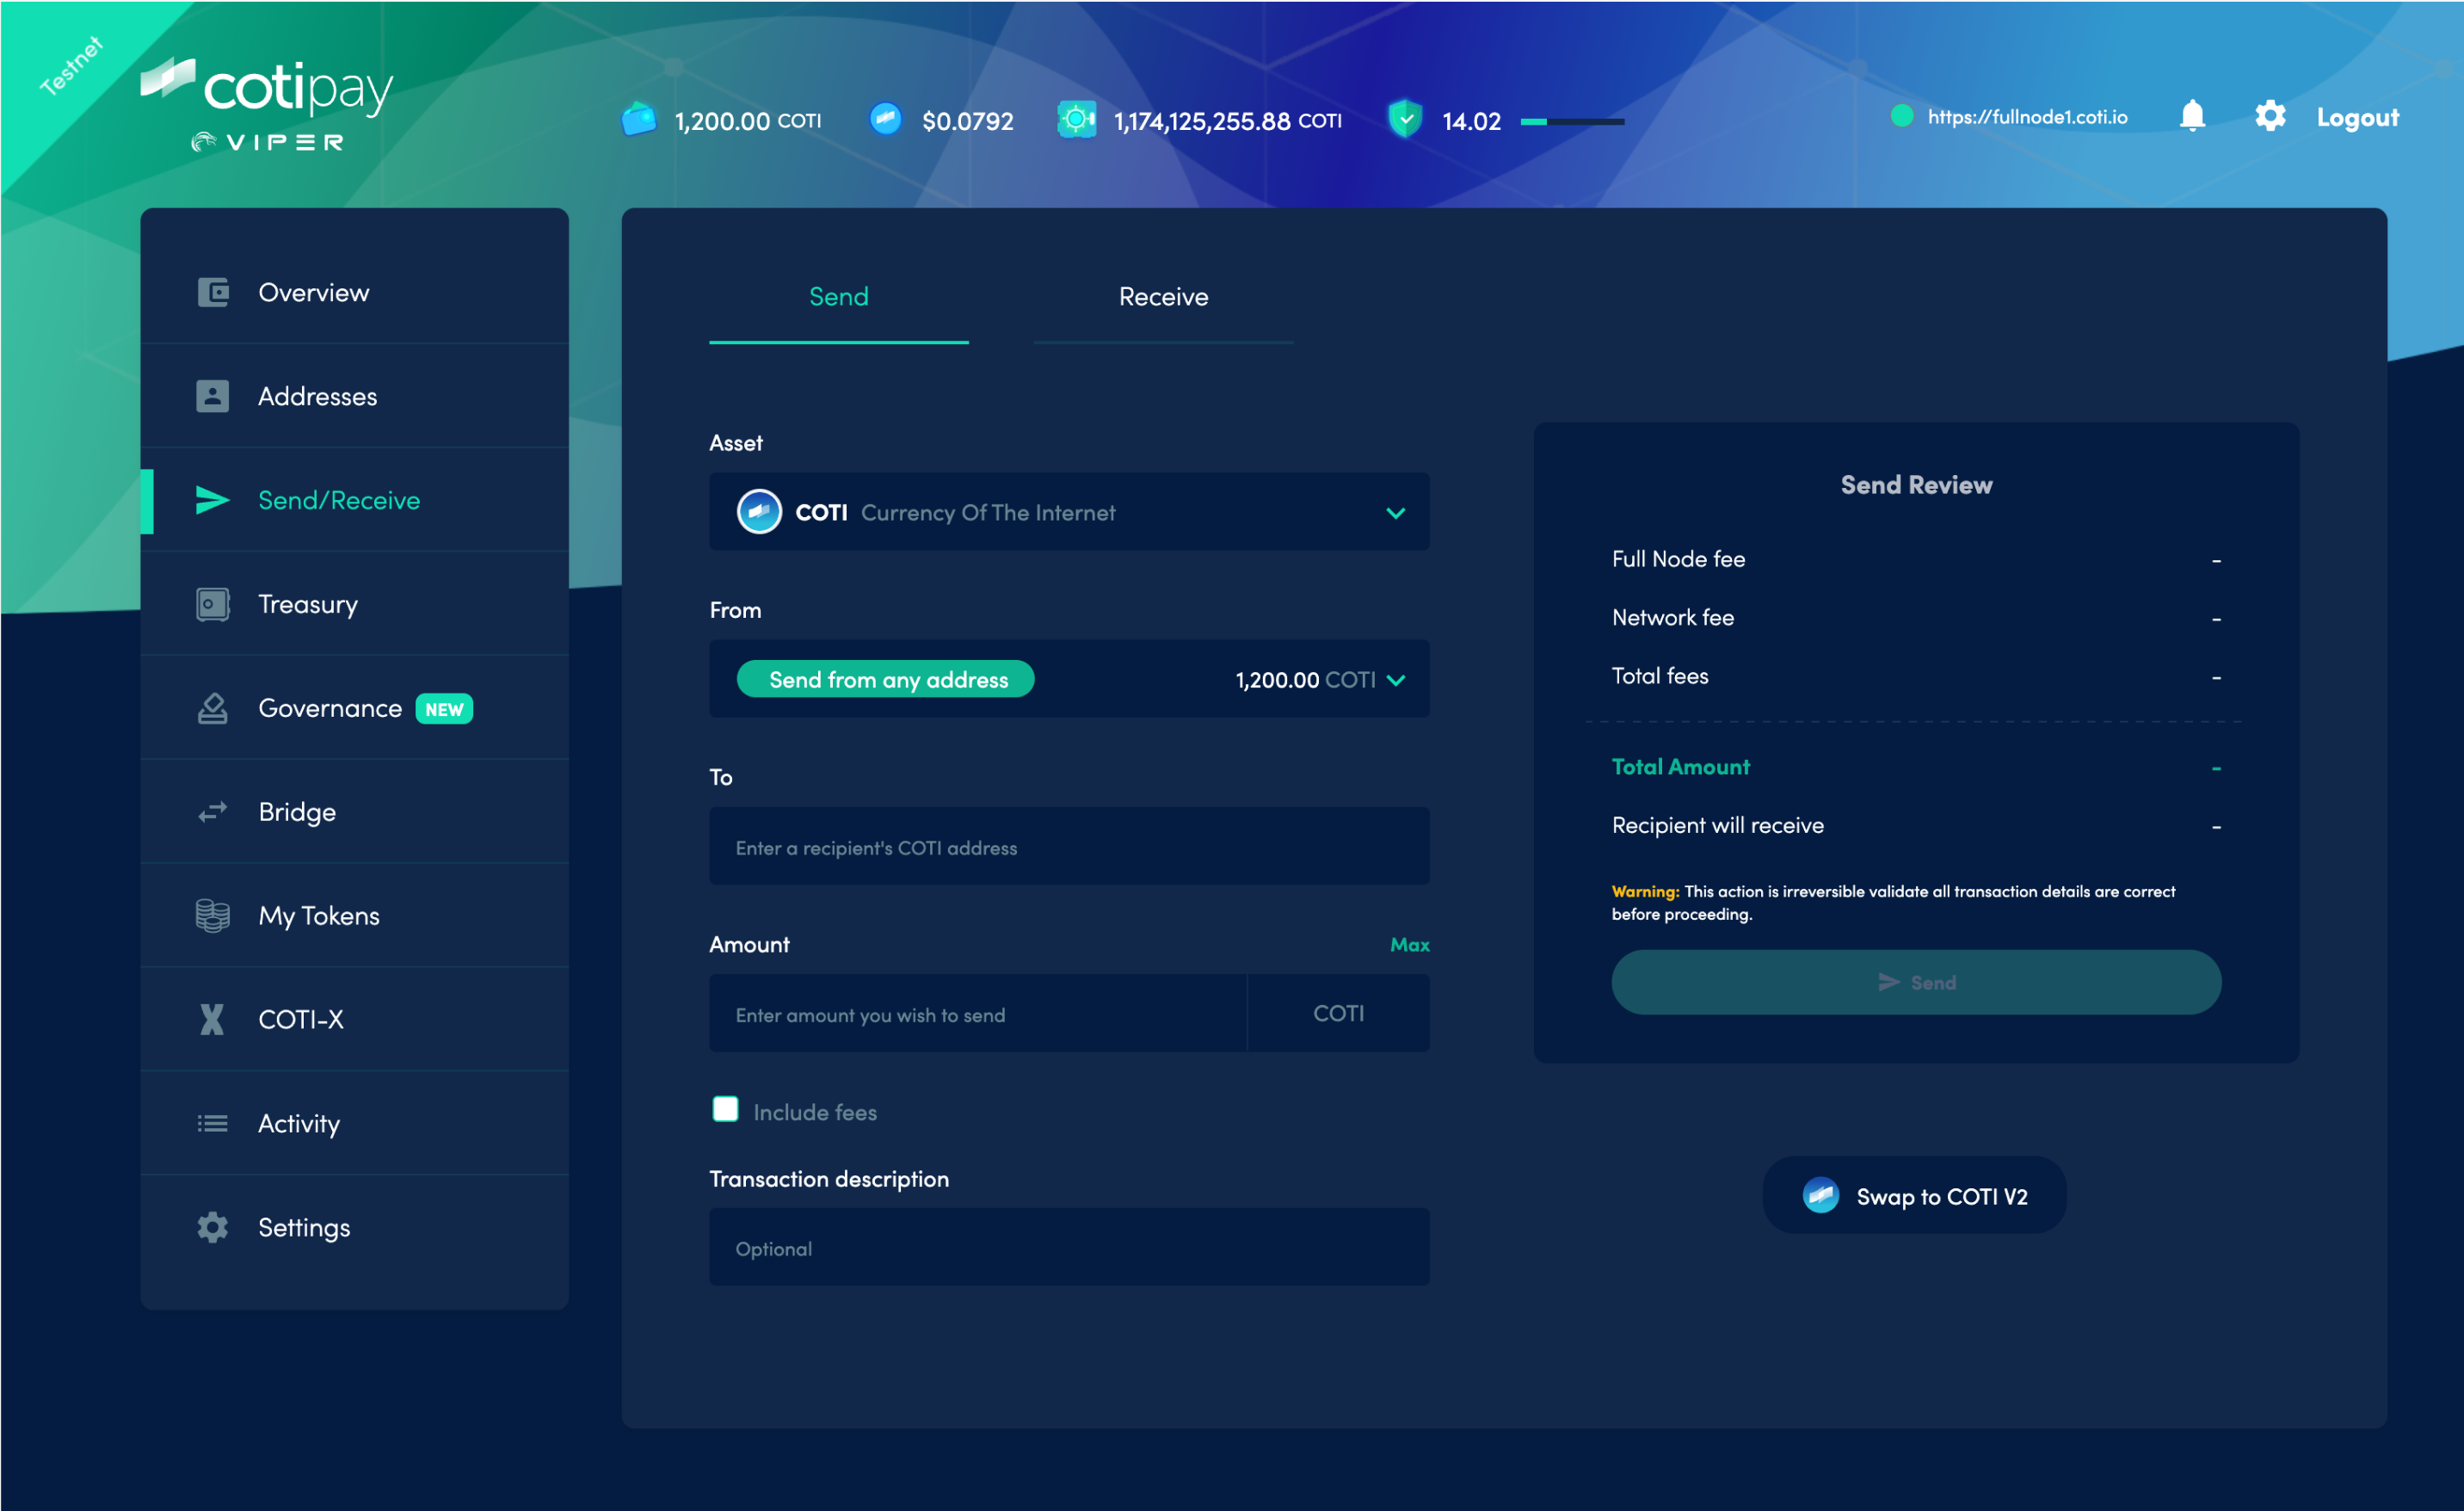 Testnet
cotipay
VIPER
1,200.00 COTI
$0.0792
1,174,125,255.88 COTI
14.02
https://fullnode1.coti.io
Logout
Overview
Addresses
Send/Receive
Treasury
Governance NEW
Bridge
My Tokens
COTI-X
Activity
Settings
Send
Receive
Asset
COTI Currency Of The Internet
From
Send from any address 1,200.00 COTI
To
Enter a recipient's COTI address
Amount Max
Enter amount you wish to send COTI
Include fees
Transaction description
Optional
Send Review
Full Node fee -
Network fee -
Total fees -
Total Amount -
Recipient will receive -
Warning: This action is irreversible validate all transaction details are correct
before proceeding.
Send
Swap to COTI V2